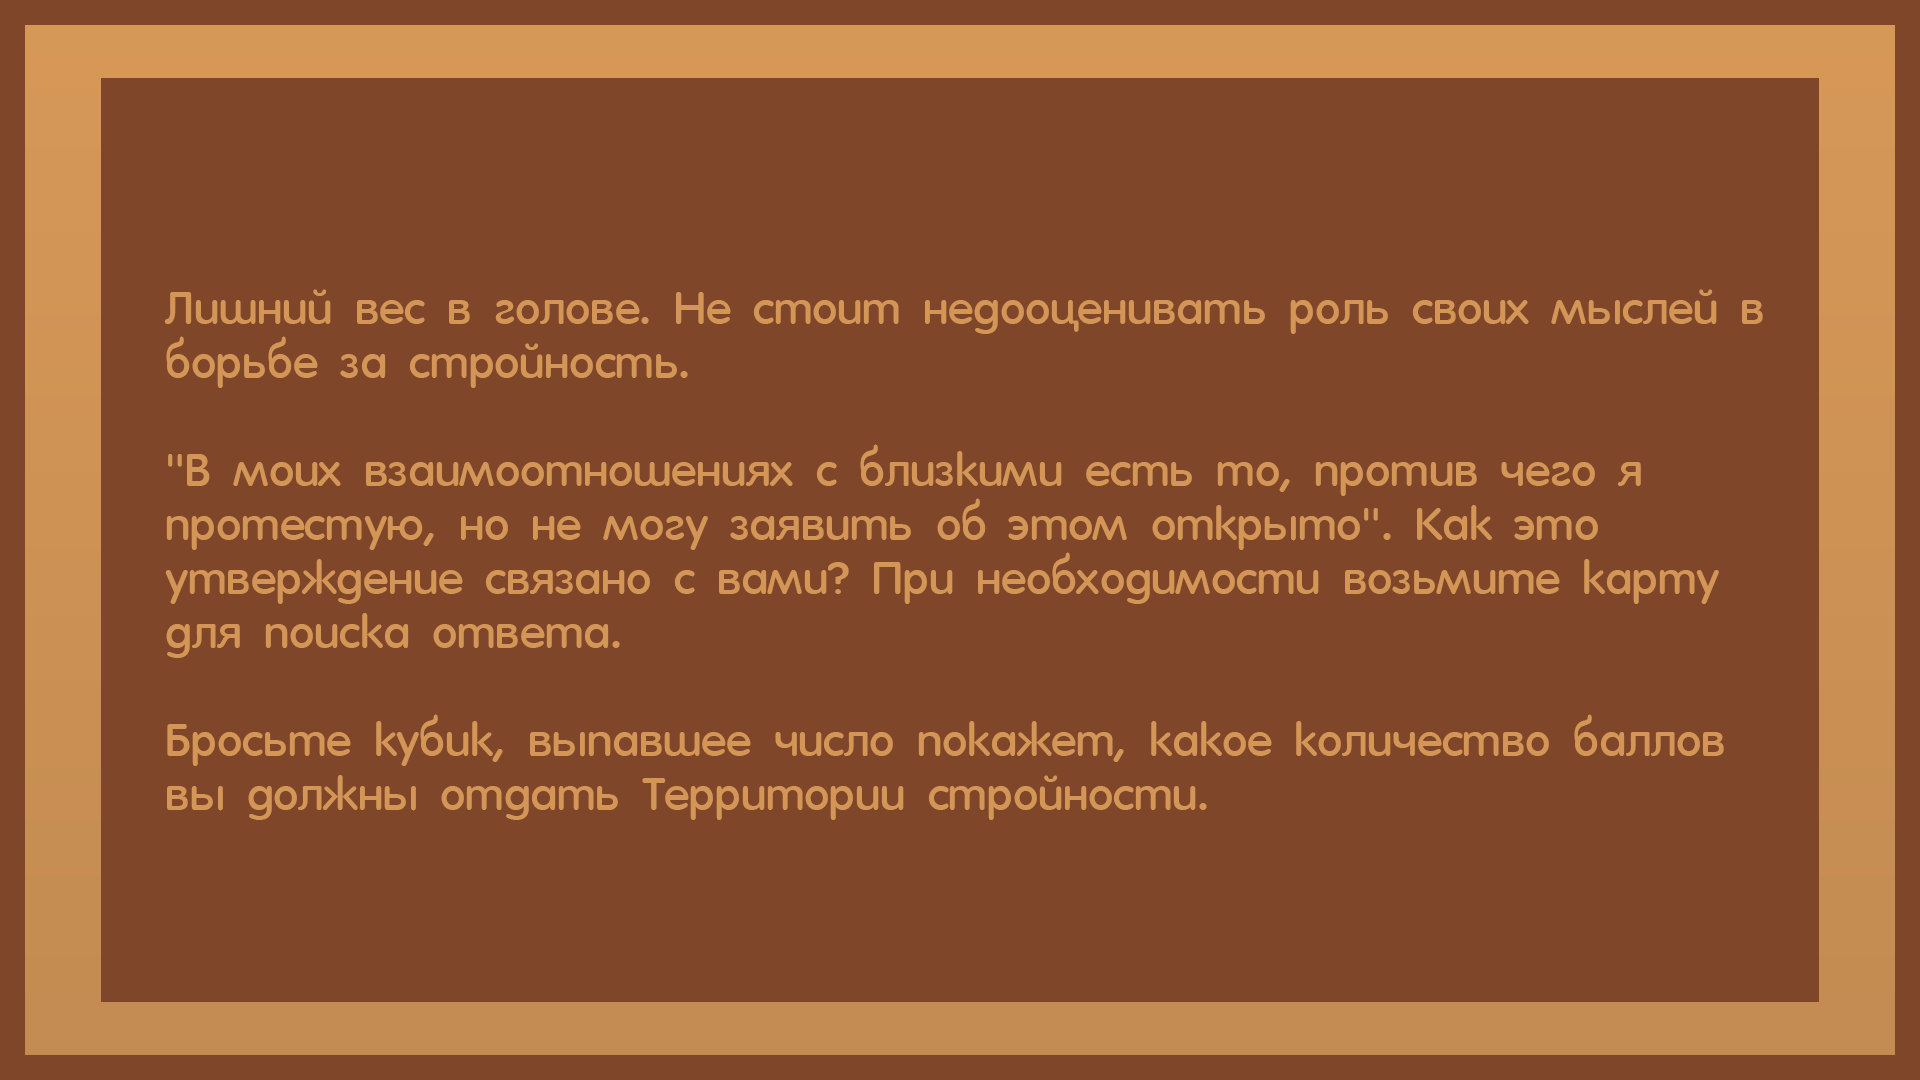 Лишний вес в голове. Не стоит недооценивать роль своих мыслей в
борьбе за стройность.
"В моих взаимоотношениях с близкими есть то, против чего я
протестую, но не могу заявить об этом открыто". Как это
утверждение связано с вами? При необходимости возьмите карту
для поиска ответа.
Бросьте кубик, выпавшее число покажет, какое количество баллов
вы должны отдать Территории стройности.